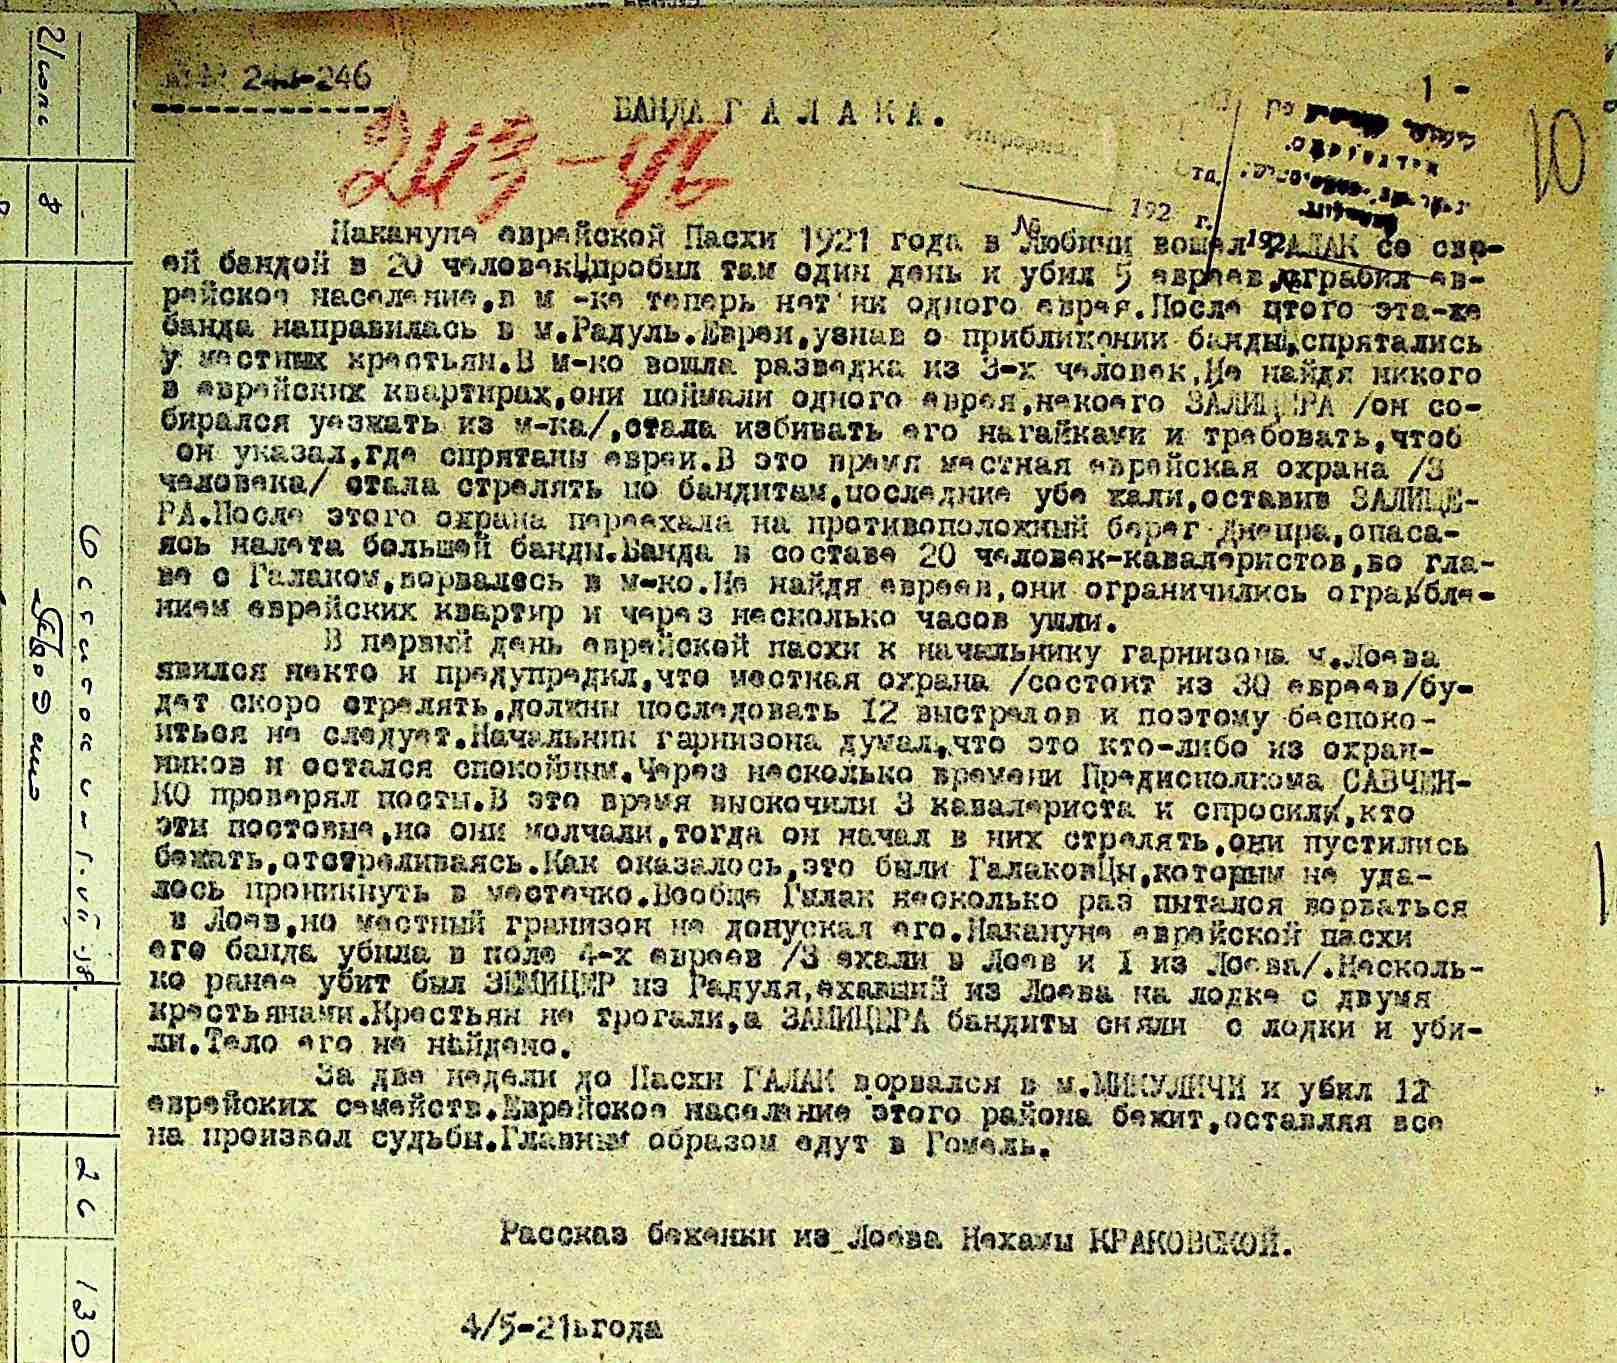 243-246
1 -
10
БАНДА Г А Л А К А.
243-46
192 г.
Накануне еврейской Пасхи 1921 года в Любичи вошел ГАЛАК со сво-
ей бандой в 20 человек, пробыл там один день и убил 5 евреев, ограбил ев-
рейское население, в м -ке теперь нет ни одного еврея. После этого эта-же
банда направилась в м. Радуль. Евреи, узнав о приближении банды, спрятались
у местных крестьян. В м-ко вошла разведка из 3-х человек. Не найдя никого
в еврейских квартирах, они поймали одного еврея, некоего ЗАЛИЦЕРА /он со-
бирался уезжать из м-ка/, стала избивать его нагайками и требовать, чтоб
он указал, где спрятаны евреи. В это время местная еврейская охрана /3
человека/ стала стрелять по бандитам, последние убе жали, оставив ЗАЛИЦЕ-
РА. После этого охрана переехала на противоположный берег Днепра, опаса-
ясь налета большей банды. Банда в составе 20 человек-кавалеристов, во гла-
ве с Галаком, ворвалась в м-ко. Не найдя евреев, они ограничились ограбле-
нием еврейских квартир и через несколько часов ушли.
В первый день еврейской пасхи к начальнику гарнизона м. Лоева
явился некто и предупредил, что местная охрана /состоит из 30 евреев/ бу-
дет скоро стрелять, должны последовать 12 выстрелов и поэтому беспоко-
иться не следует. Начальник гарнизона думал, что это кто-либо из охран-
ников и остался спокойным. Через несколько времени Предисполкома САВЧЕН-
КО проверял посты. В это время выскочили 3 кавалериста и спросили, кто
эти постовые, но они молчали, тогда он начал в них стрелять, они пустились
бежать, отстреливаясь. Как оказалось, это были ГалаковЦы, которым не уда-
лось проникнуть в местечко. Вообще Галак несколько раз пытался ворваться
в Лоев, но местный гранизон не допускал его. Накануне еврейской пасхи
его банда убила в поле 4-х евреев /3 ехали в Лоев и 1 из Лоева/. Несколь-
ко ранее убит был ЗЕМИЦЕР из Радуля, ехавший из Лоева на лодке с двумя
крестьянами. Крестьян не трогали, а ЗАМИЦЕРА бандиты сняли с лодки и уби-
ли. Тело его не найдено.
За две недели до Пасхи ГАЛАК ворвался в м. МИКУЛИЧИ и убил 12
еврейских семейств. Еврейское население этого района бежит, оставляя все
на произвол судьбы. Главным образом едут в Гомель.
Рассказ беженки из Лоева Нехамы КРАКОВСКОЙ.
4/5-21ьгода
8
26
130